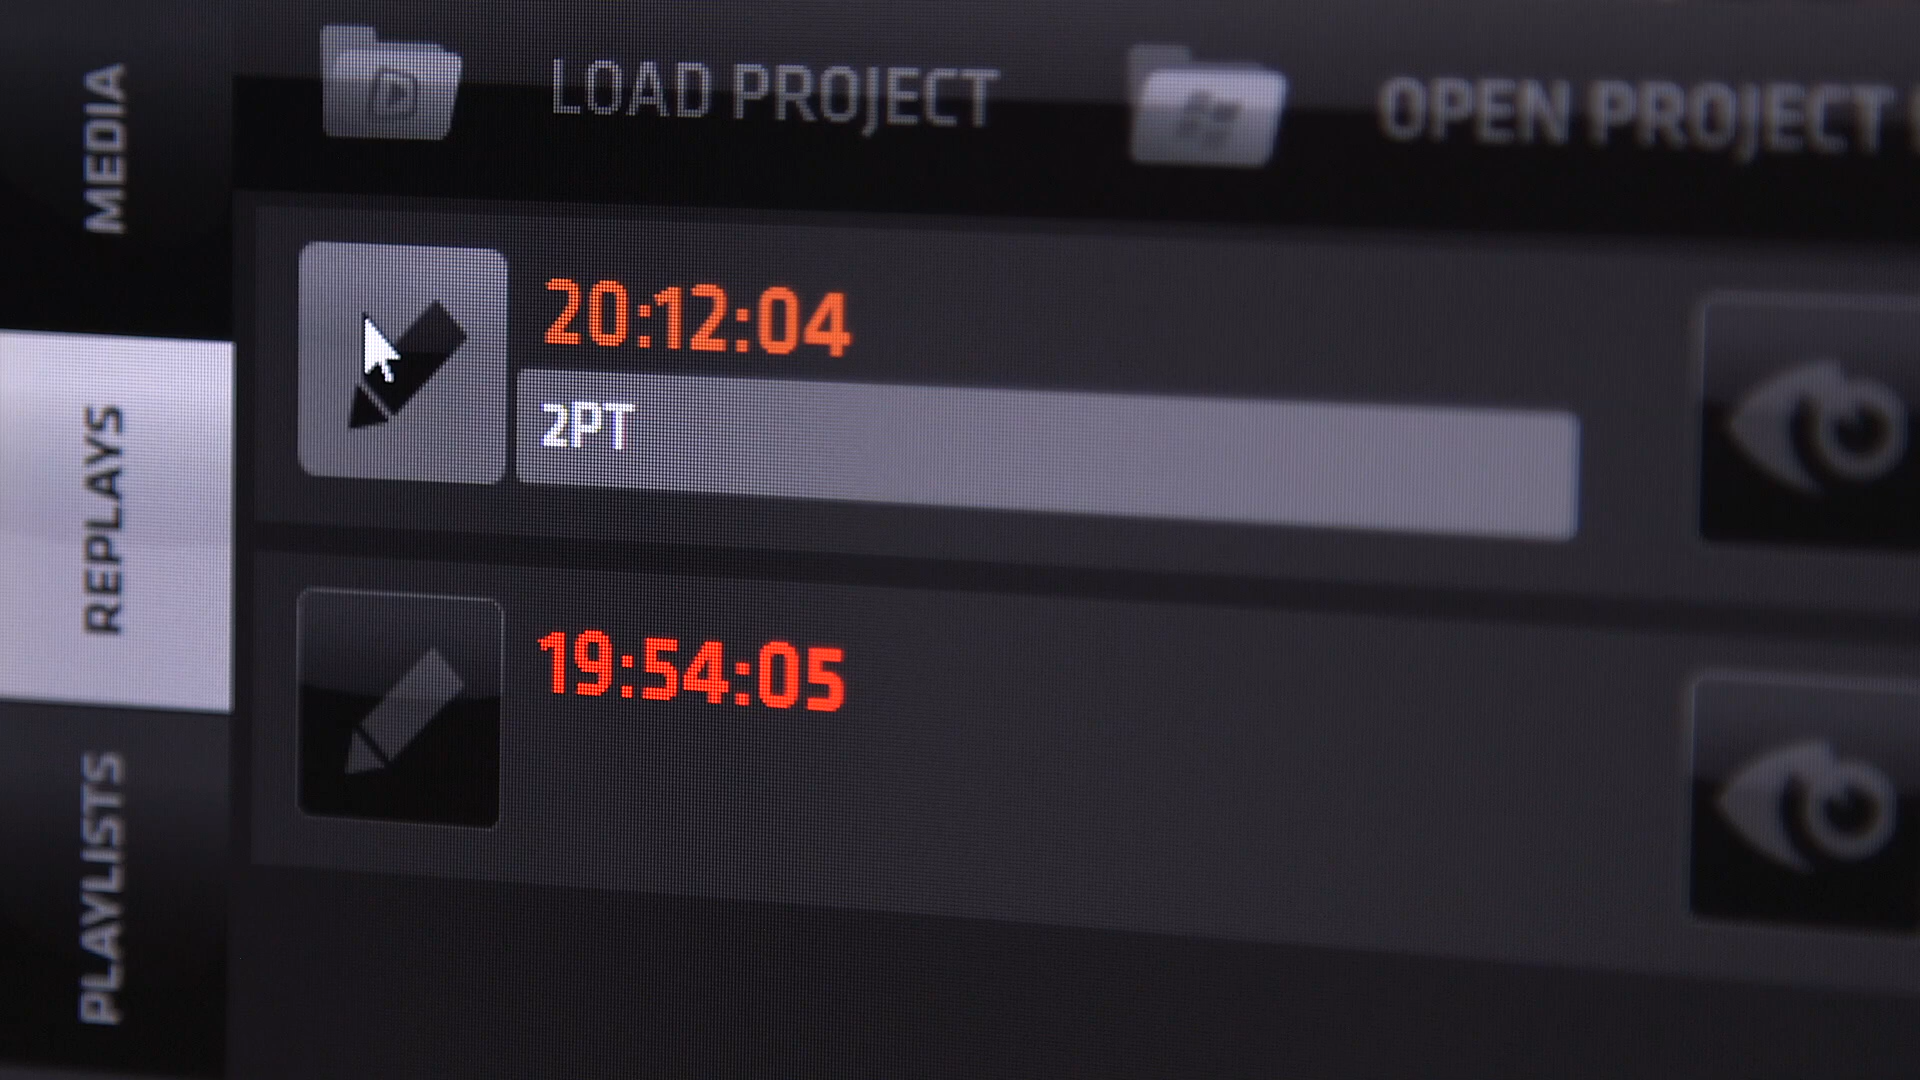 MEDIA
REPLAYS
PLAYLISTS
LOAD PROJECT
OPEN PROJECT
20:12:04
2PT
19:54:05